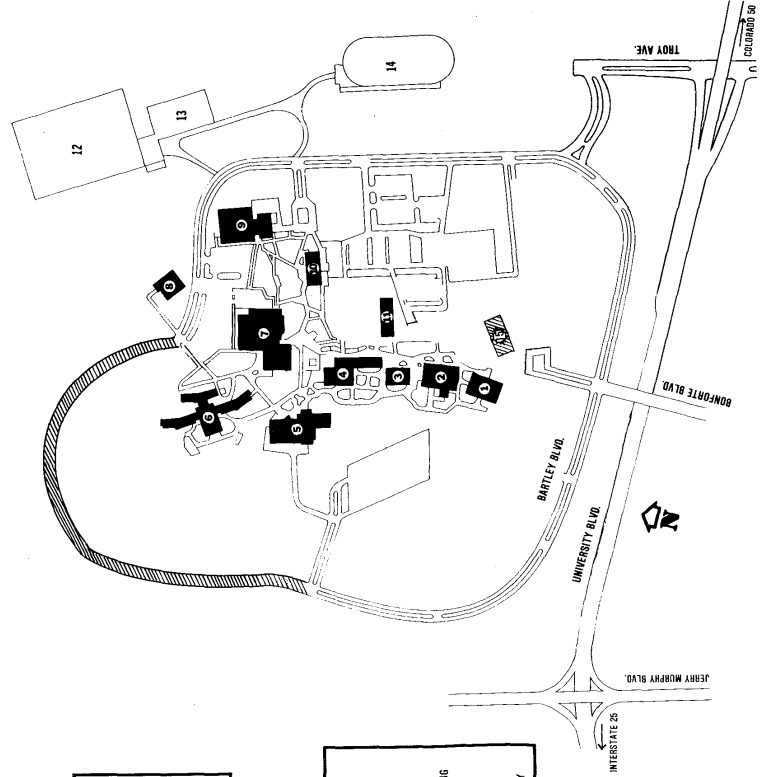 12
13
14
TROY AVE.
COLORADO 50
9
8
10
7
11
15
6
4
3
2
1
5
BONFORTE BLVD.
BARTLEY BLVD.
UNIVERSITY BLVD.
N
JERRY MURPHY BLVD.
INTERSTATE 25